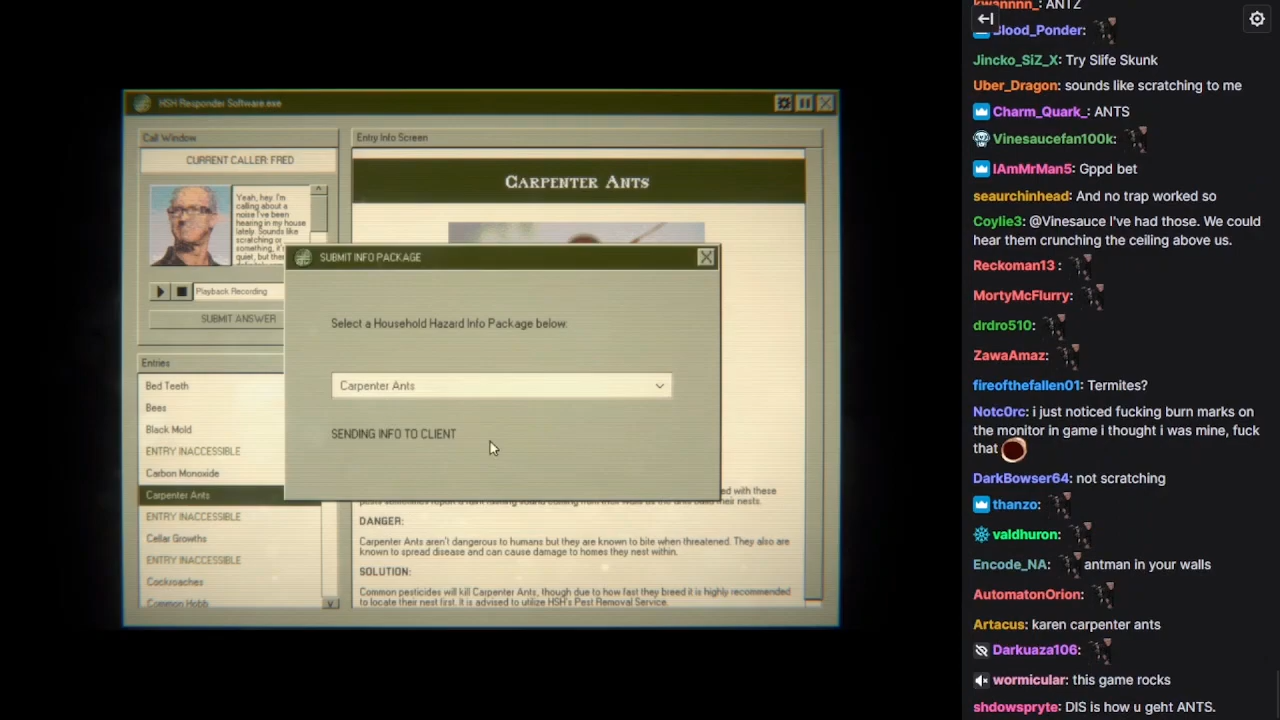 HSH Responder Software.exe
Call Window
CURRENT CALLER: FRED
Yeah, hey. I'm
calling about a
noise I've been
hearing in my house
lately. Sounds like
scratching or
something, it's
quiet, but
Playback Recording
SUBMIT ANSWER
Entries
Bed Teeth
Bees
Black Mold
ENTRY INACCESSIBLE
Carbon Monoxide
Carpenter Ants
ENTRY INACCESSIBLE
Cellar Growths
ENTRY INACCESSIBLE
Cockroaches
Common Hobb
Entry Info Screen
CARPENTER ANTS
SUBMIT INFO PACKAGE
Select a Household Hazard Info Package below:
Carpenter Ants
SENDING INFO TO CLIENT
ed with these
their nests.
DANGER:
Carpenter Ants aren't dangerous to humans but they are known to bite when threatened. They also are
known to spread disease and can cause damage to homes they nest within.
SOLUTION:
Common pesticides will kill Carpenter Ants, though due to how fast they breed it is highly recommended
to locate their nest first. It is advised to utilize HSH's Pest Removal Service.
kwannnn_: ANTZ
Blood_Ponder:
Jincko_SiZ_X: Try Slife Skunk
Uber_Dragon: sounds like scratching to me
Charm_Quark_: ANTS
Vinesaucefan100k:
IAmMrMan5: Gppd bet
seaurchinhead: And no trap worked so
Coylie3: @Vinesauce I've had those. We could
hear them crunching the ceiling above us.
Reckoman13 :
MortyMcFlurry:
drdro510:
ZawaAmaz:
fireofthefallen01: Termites?
Notc0rc: i just noticed fucking burn marks on
the monitor in game i thought i was mine, fuck
that
DarkBowser64: not scratching
thanzo:
valdhuron:
Encode_NA: antman in your walls
AutomatonOrion:
Artacus: karen carpenter ants
Darkuaza106:
wormicular: this game rocks
shdowspryte: DIS is how u geht ANTS.